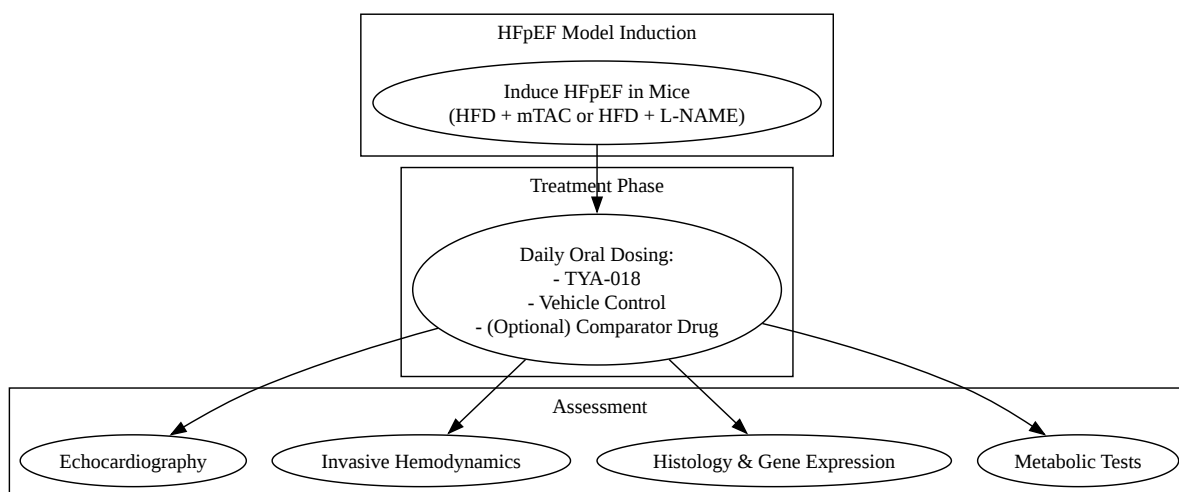 HFpEF Model Induction
Induce HFpEF in Mice
(HFD + mTAC or HFD + L-NAME)
Treatment Phase
Daily Oral Dosing:
- TYA-018
- Vehicle Control
- (Optional) Comparator Drug
Assessment
Echocardiography
Invasive Hemodynamics
Histology & Gene Expression
Metabolic Tests